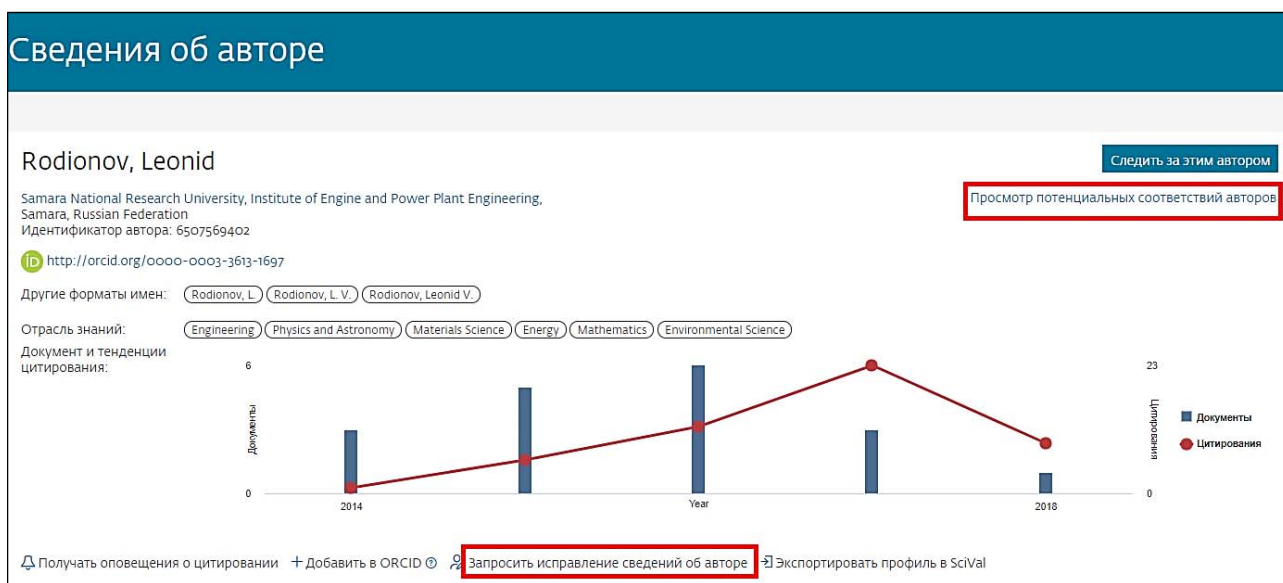 Сведения об авторе
Rodionov, Leonid
Следить за этим автором
Samara National Research University, Institute of Engine and Power Plant Engineering,
Просмотр потенциальных соответствий авторов
Samara, Russian Federation
Идентификатор автора: 6507569402
iD http://orcid.org/0000-0003-3613-1697
Другие форматы имен: Rodionov, L. Rodionov, L. V. Rodionov, Leonid V.
Отрасль знаний: Engineering Physics and Astronomy Materials Science Energy Mathematics Environmental Science
Документ и тенденции
цитирования:
6
23
Документы
Цитирования
Документы
Цитирования
0
0
2014
Year
2018
Получать оповещения о цитировании + Добавить в ORCID ? Запросить исправление сведений об авторе Экспортировать профиль в SciVal